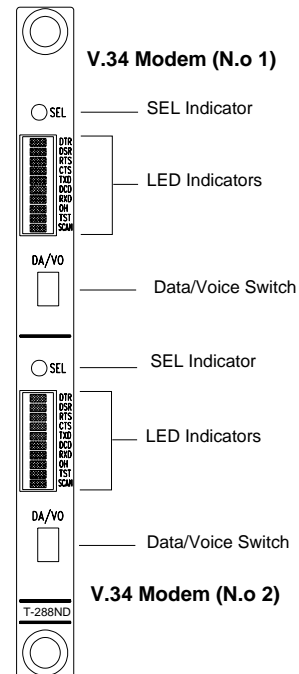 V.34 Modem (N.o 1)
SEL
SEL Indicator
DTR
DSR
RTS
CTS
TXD
DCD
RXD
OH
TST
SCAN
LED Indicators
DA/VO
Data/Voice Switch
SEL
SEL Indicator
DTR
DSR
RTS
CTS
TXD
DCD
RXD
OH
TST
SCAN
LED Indicators
DA/VO
Data/Voice Switch
V.34 Modem (N.o 2)
T-288ND